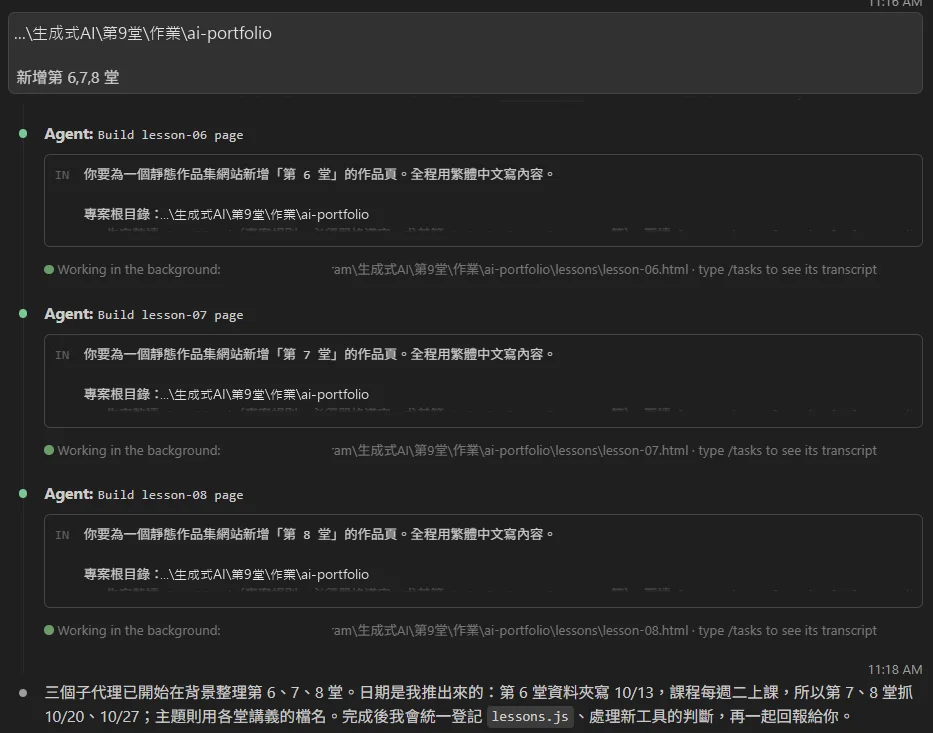 11:16 AM
...\生成式AI\第9堂\作業\ai-portfolio
新增第 6,7,8 堂
Agent: Build lesson-06 page
IN 你要為一個靜態作品集網站新增「第 6 堂」的作品頁。全程用繁體中文寫內容。
專案根目錄：...\生成式AI\第9堂\作業\ai-portfolio
Working in the background: ram\生成式AI\第9堂\作業\ai-portfolio\lessons\lesson-06.html · type /tasks to see its transcript
Agent: Build lesson-07 page
IN 你要為一個靜態作品集網站新增「第 7 堂」的作品頁。全程用繁體中文寫內容。
專案根目錄：...\生成式AI\第9堂\作業\ai-portfolio
Working in the background: ram\生成式AI\第9堂\作業\ai-portfolio\lessons\lesson-07.html · type /tasks to see its transcript
Agent: Build lesson-08 page
IN 你要為一個靜態作品集網站新增「第 8 堂」的作品頁。全程用繁體中文寫內容。
專案根目錄：...\生成式AI\第9堂\作業\ai-portfolio
Working in the background: ram\生成式AI\第9堂\作業\ai-portfolio\lessons\lesson-08.html · type /tasks to see its transcript
11:18 AM
三個子代理已開始在背景整理第 6、7、8 堂。日期是我推出來的：第 6 堂資料夾寫 10/13，課程每週二上課，所以第 7、8 堂抓
10/20、10/27；主題則用各堂講義的檔名。完成後我會統一登記 lessons.js、處理新工具的判斷，再一起回報給你。